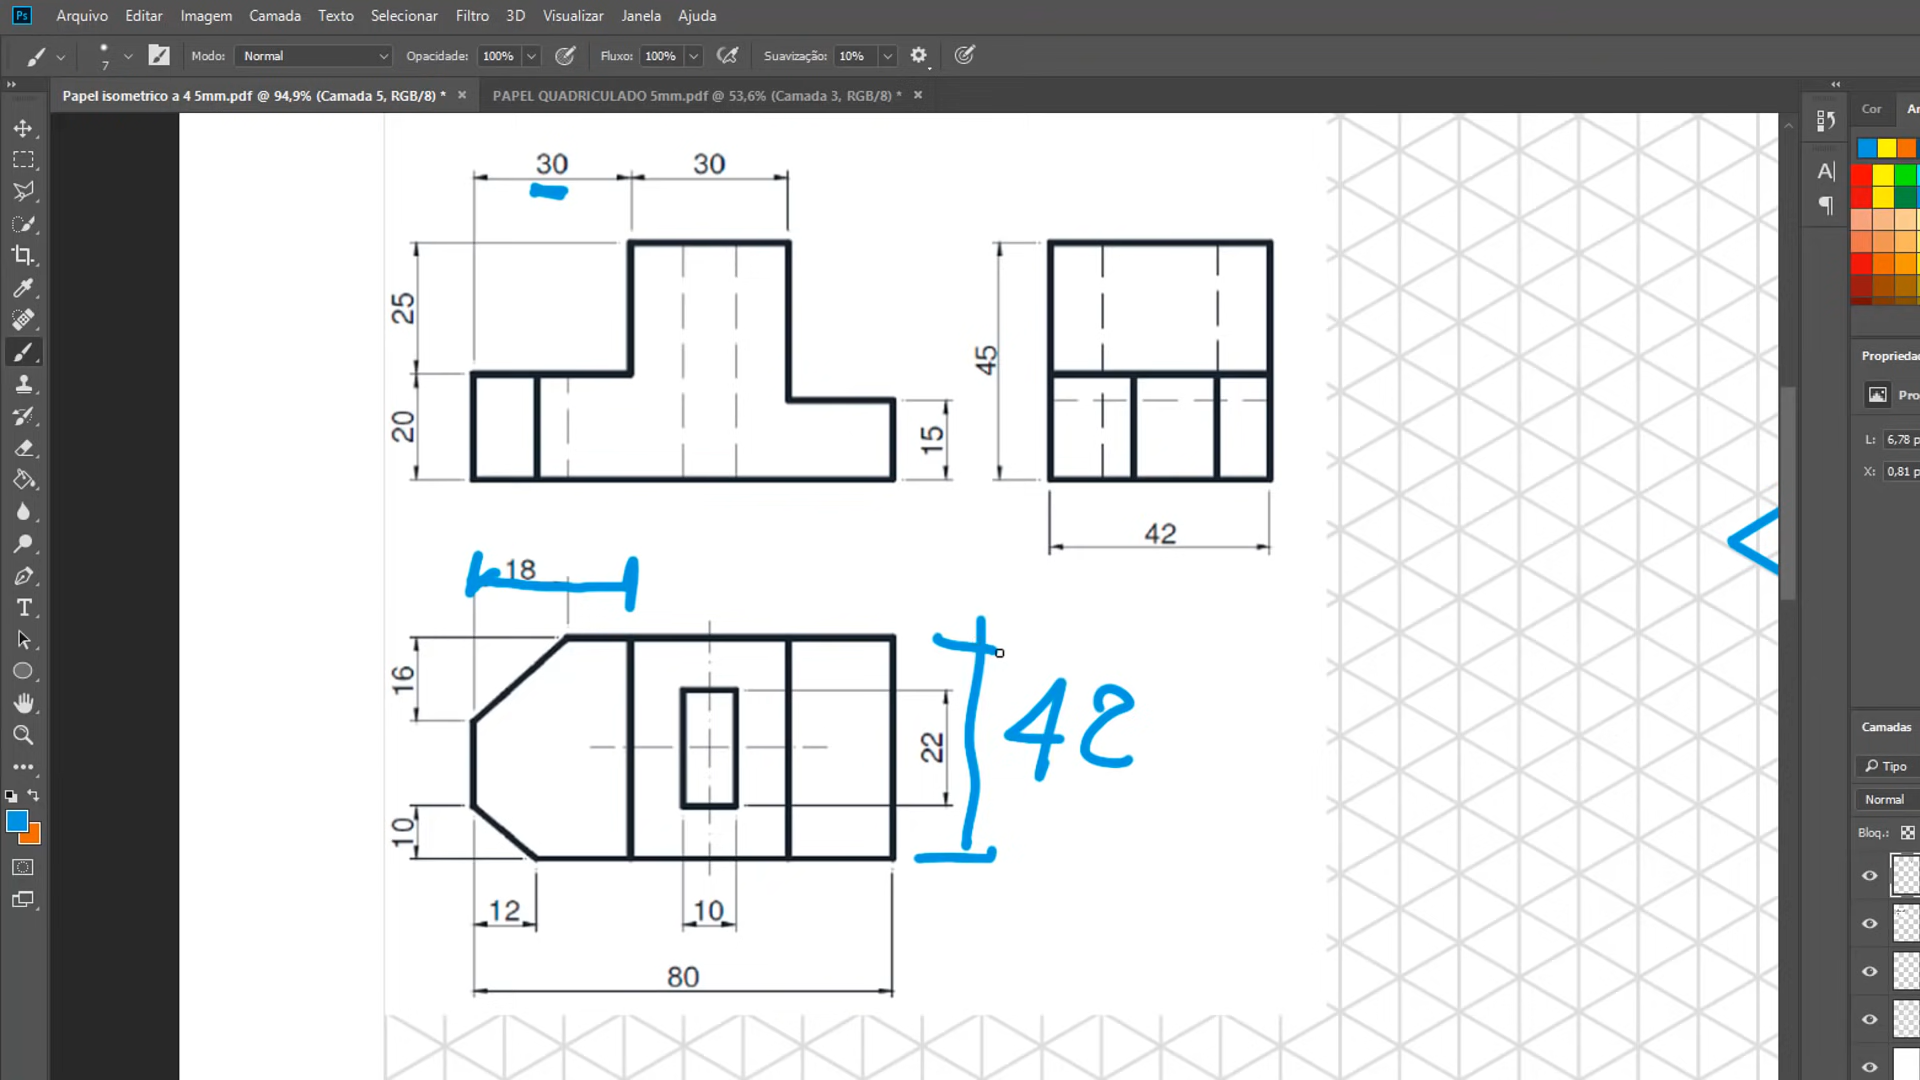 Ps Arquivo Editar Imagem Camada Texto Selecionar Filtro 3D Visualizar Janela Ajuda
7 Modo: Normal Opacidade: 100% Fluxo: 100% Suavização: 10%
Papel isometrico a 4 5mm.pdf @ 94,9% (Camada 5, RGB/8) * × PAPEL QUADRICULADO 5mm.pdf @ 53,6% (Camada 3, RGB/8) * ×
Cor
30 30
25
20
15
45
42
18
16
10
22
42
12 10
80
Propriedad
L: 6,78 p
X: 0,81 p
Camadas
Tipo
Normal
Bloq.: